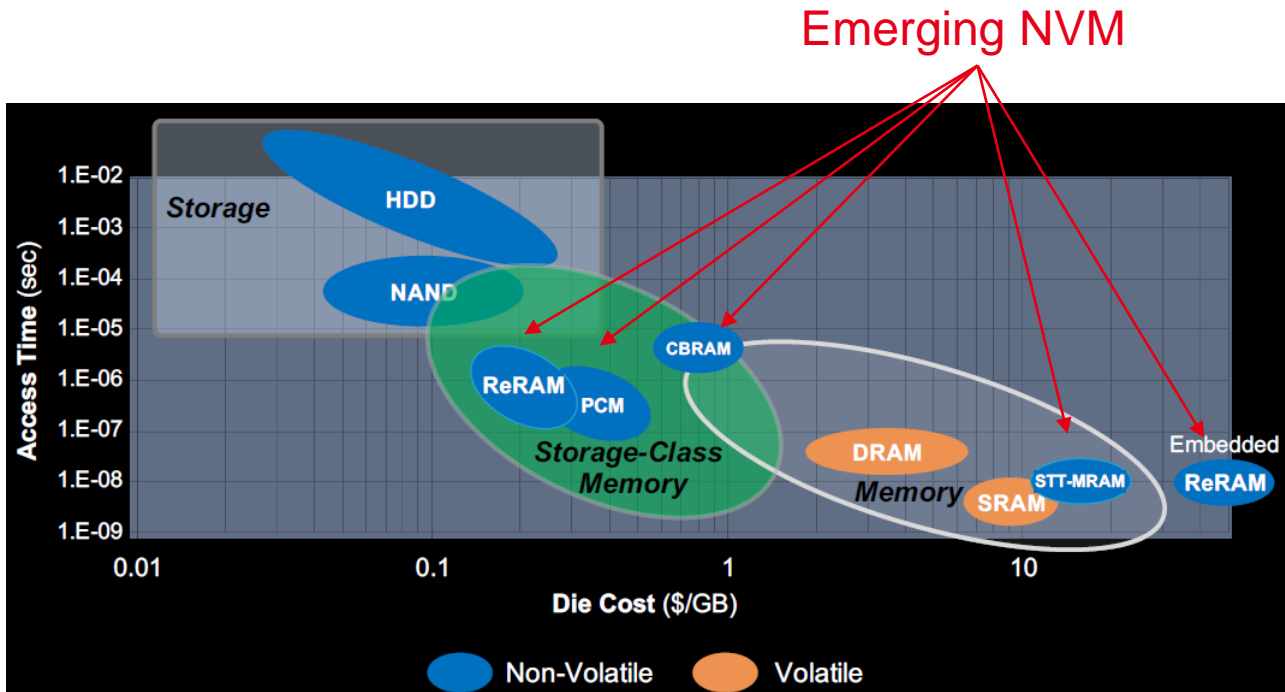 Emerging NVM
1.E-02
1.E-03
1.E-04
1.E-05
1.E-06
1.E-07
1.E-08
1.E-09
Access Time (sec)
Storage
HDD
NAND
CBRAM
ReRAM
PCM
Storage-Class
Memory
DRAM
Memory
SRAM
STT-MRAM
Embedded
ReRAM
0.01
0.1
1
10
Die Cost ($/GB)
Non-Volatile
Volatile